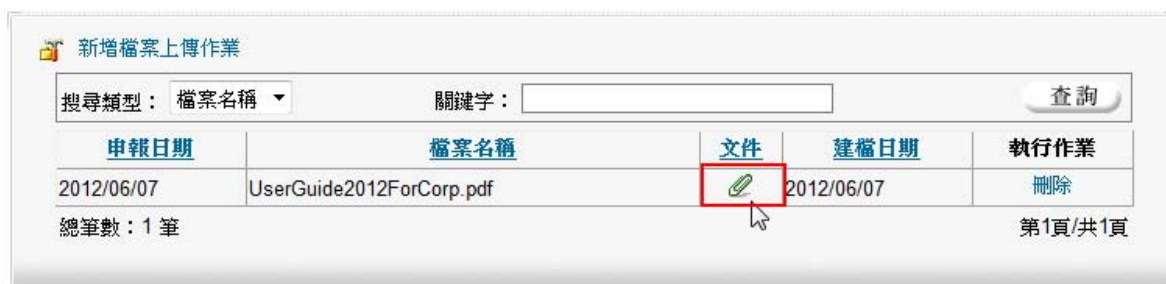 新增檔案上傳作業
搜尋類型： 檔案名稱 關鍵字： 查詢
申報日期 檔案名稱 文件 建檔日期 執行作業
2012/06/07 UserGuide2012ForCorp.pdf 2012/06/07 刪除
總筆數：1 筆 第1頁/共1頁